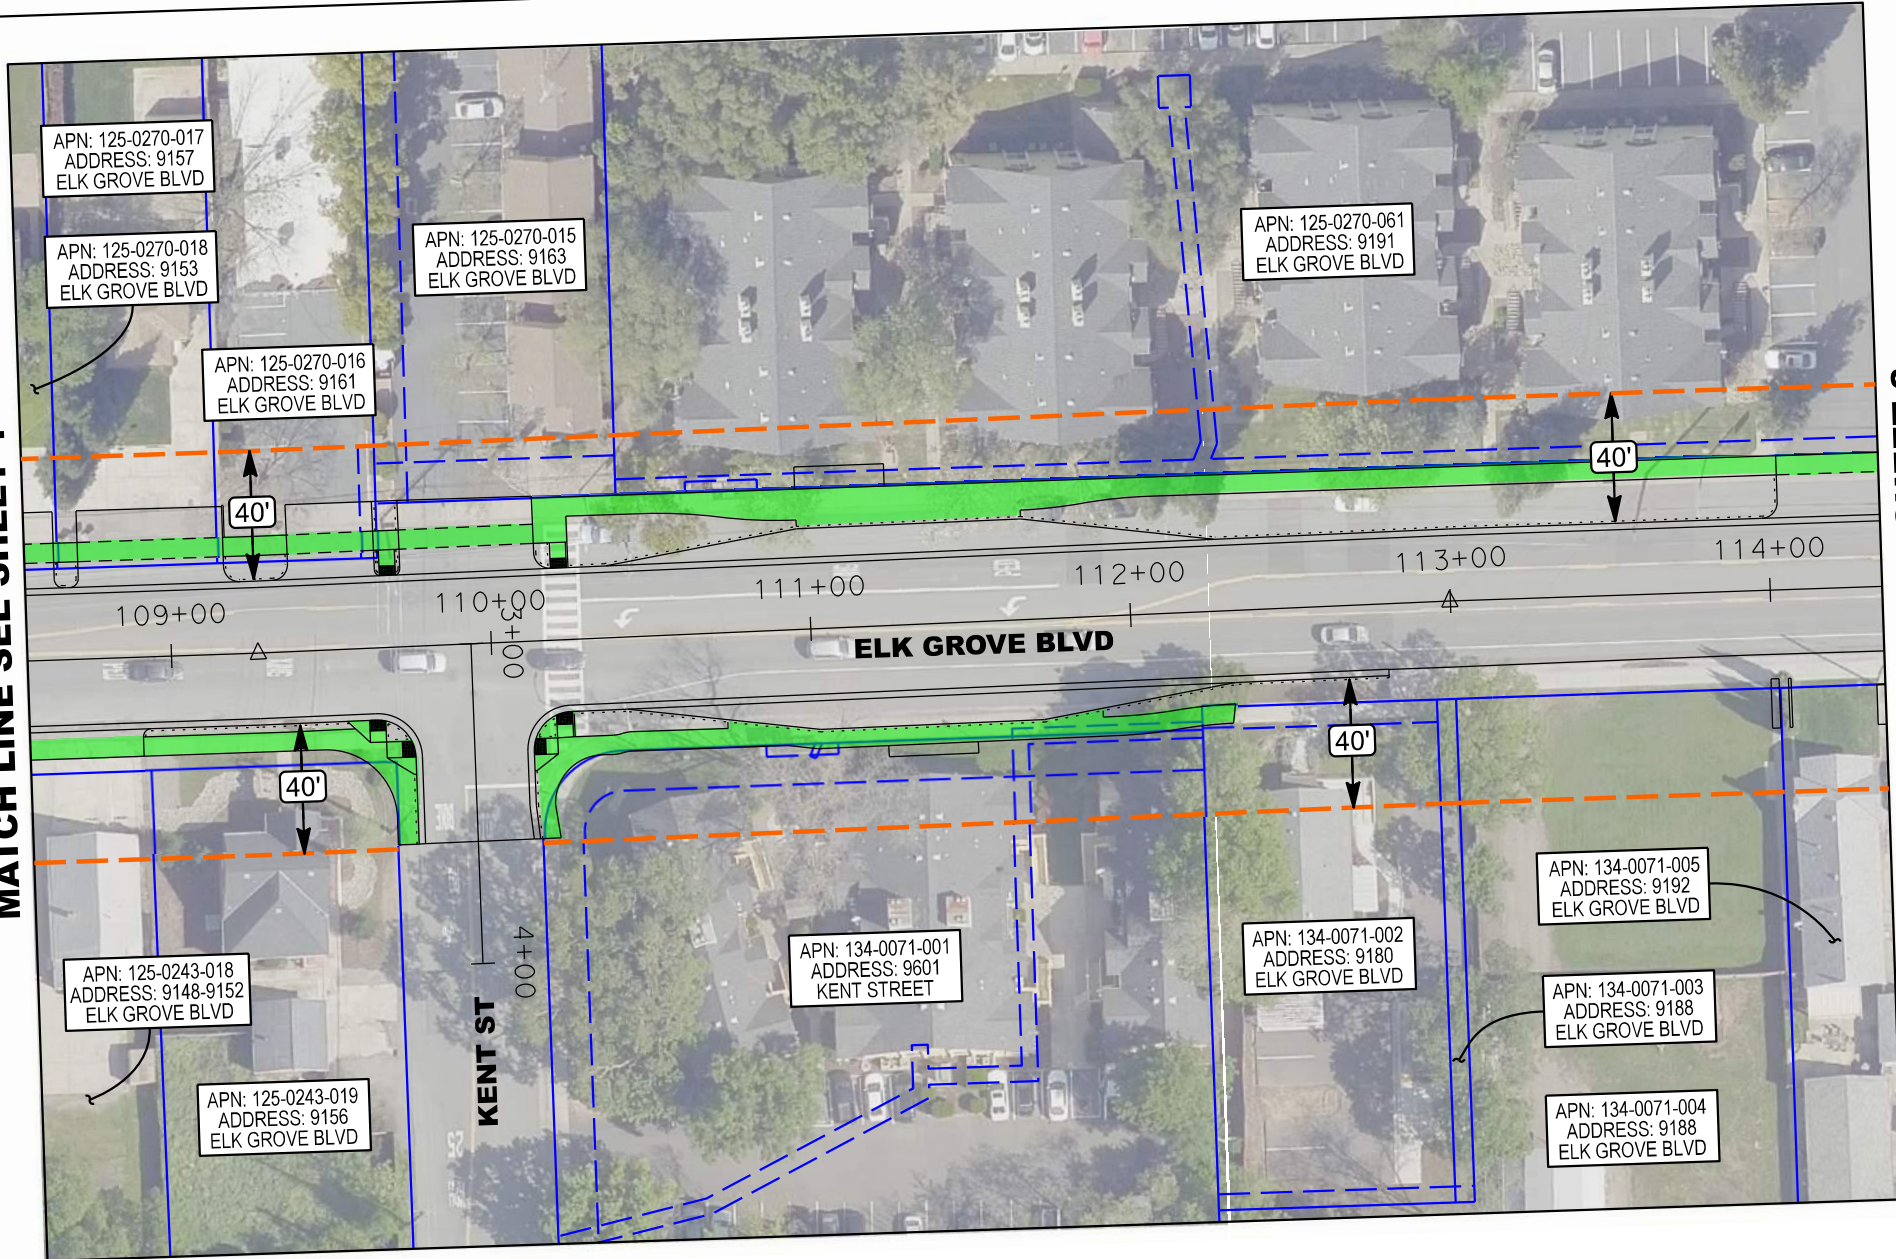 APN: 125-0270-017
ADDRESS: 9157
ELK GROVE BLVD
APN: 125-0270-018
ADDRESS: 9153
ELK GROVE BLVD
APN: 125-0270-016
ADDRESS: 9161
ELK GROVE BLVD
APN: 125-0270-015
ADDRESS: 9163
ELK GROVE BLVD
APN: 125-0270-061
ADDRESS: 9191
ELK GROVE BLVD
40'
40'
109+00
110+00
111+00
112+00
113+00
114+00
3+00
ELK GROVE BLVD
40'
40'
4+00
KENT ST
MATCH LINE SEE SHEET
APN: 125-0243-018
ADDRESS: 9148-9152
ELK GROVE BLVD
APN: 125-0243-019
ADDRESS: 9156
ELK GROVE BLVD
APN: 134-0071-001
ADDRESS: 9601
KENT STREET
APN: 134-0071-002
ADDRESS: 9180
ELK GROVE BLVD
APN: 134-0071-005
ADDRESS: 9192
ELK GROVE BLVD
APN: 134-0071-003
ADDRESS: 9188
ELK GROVE BLVD
APN: 134-0071-004
ADDRESS: 9188
ELK GROVE BLVD
25